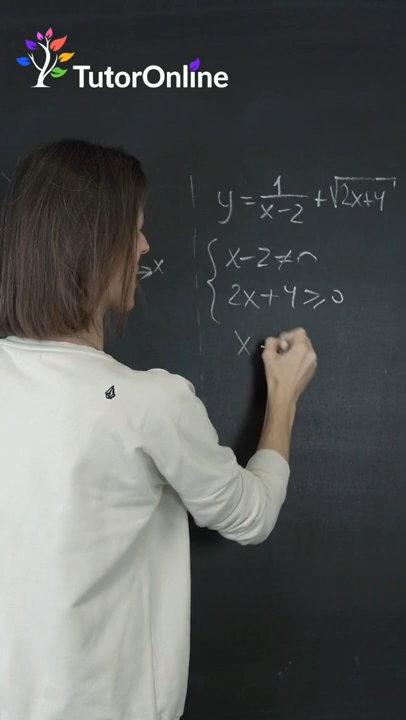 TutorOnline
y = 1/(x-2) + √(2x+4)
x-2≠0
2x+4⩾0
x
⩾x